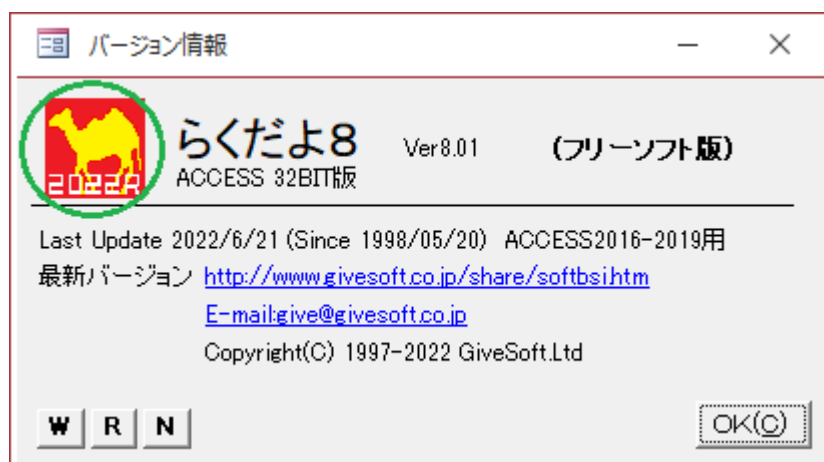 バージョン情報
らくだよ8 Ver8.01 (フリーソフト版)
2022R
ACCESS 32BIT版
Last Update 2022/6/21 (Since 1998/05/20) ACCESS2016-2019用
最新バージョン http://www.givesoft.co.jp/share/softbsi.htm
E-mail:give@givesoft.co.jp
Copyright(C) 1997-2022 GiveSoft.Ltd
W R N OK(C)